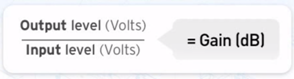 Output level (Volts)
Input level (Volts)
= Gain (dB)